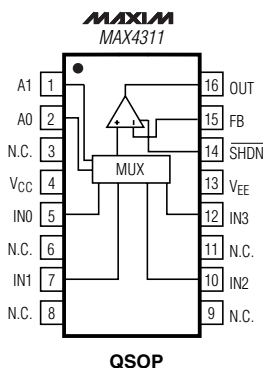 MAXIM
MAX4311
A1 1
A0 2
N.C. 3
VCC 4
IN0 5
N.C. 6
IN1 7
N.C. 8
+ −
MUX
16 OUT
15 FB
14 SHDN
13 VEE
12 IN3
11 N.C.
10 IN2
9 N.C.
QSOP